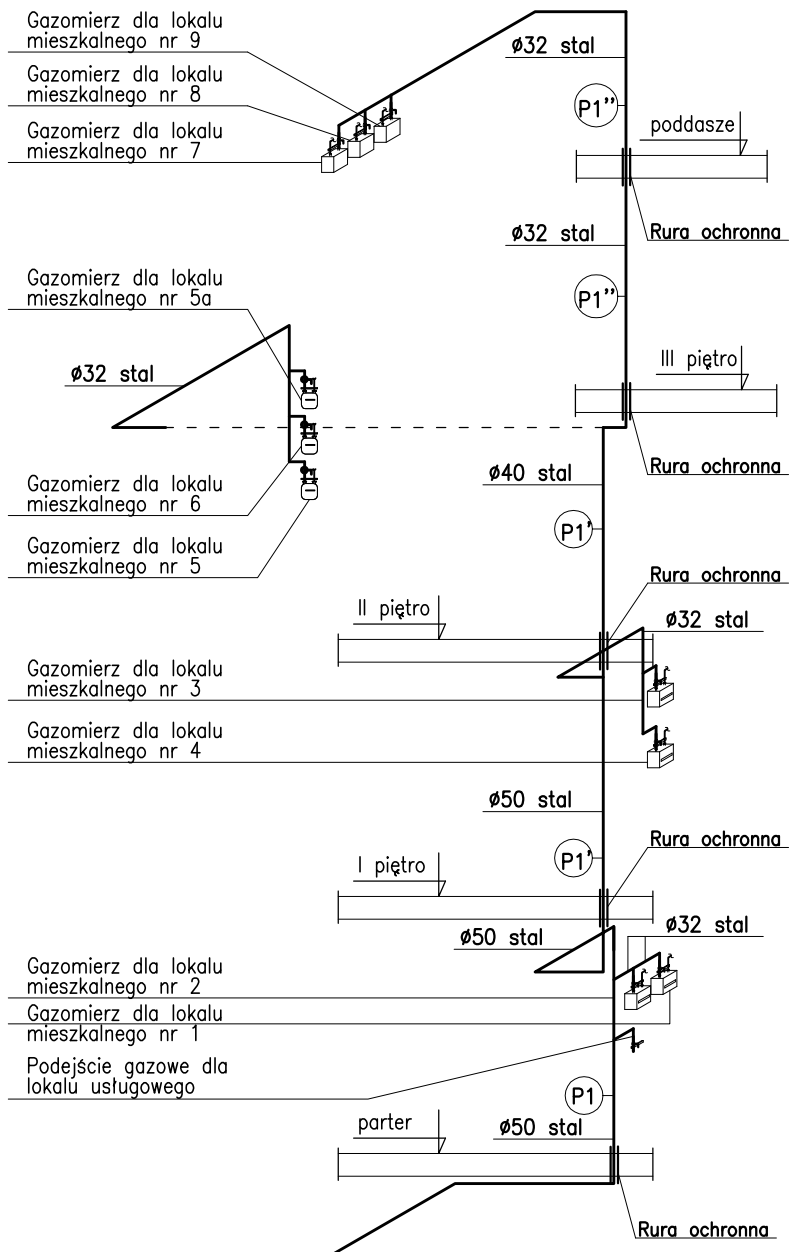 Gazomierz dla lokalu
mieszkalnego nr 9
Gazomierz dla lokalu
mieszkalnego nr 8
Gazomierz dla lokalu
mieszkalnego nr 7
ø32 stal
P1''
poddasze
Rura ochronna
ø32 stal
P1''
Gazomierz dla lokalu
mieszkalnego nr 5a
ø32 stal
III piętro
Rura ochronna
ø40 stal
Gazomierz dla lokalu
mieszkalnego nr 6
P1'
Gazomierz dla lokalu
mieszkalnego nr 5
Rura ochronna
II piętro
ø32 stal
Gazomierz dla lokalu
mieszkalnego nr 3
Gazomierz dla lokalu
mieszkalnego nr 4
ø50 stal
Rura ochronna
P1'
I piętro
ø50 stal
ø32 stal
Gazomierz dla lokalu
mieszkalnego nr 2
Gazomierz dla lokalu
mieszkalnego nr 1
Podejście gazowe dla
lokalu usługowego
P1
parter
ø50 stal
Rura ochronna